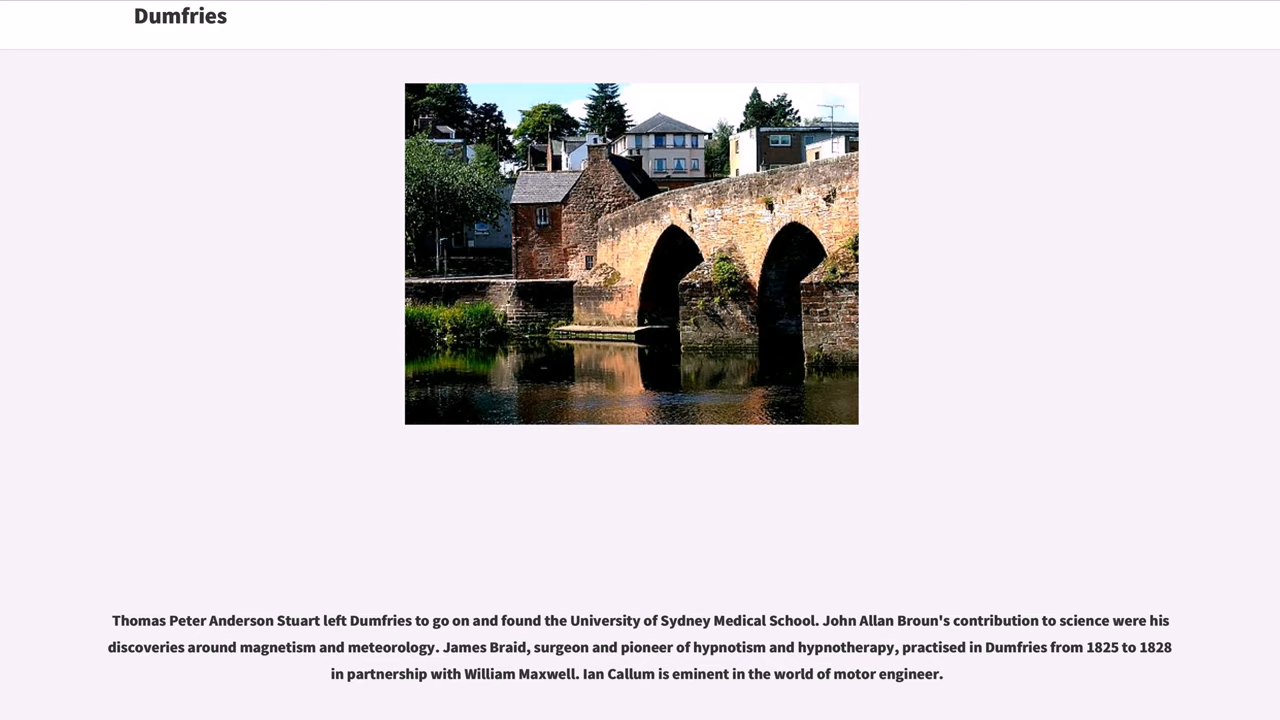 Dumfries
Thomas Peter Anderson Stuart left Dumfries to go on and found the University of Sydney Medical School. John Allan Broun's contribution to science were his
discoveries around magnetism and meteorology. James Braid, surgeon and pioneer of hypnotism and hypnotherapy, practised in Dumfries from 1825 to 1828
in partnership with William Maxwell. Ian Callum is eminent in the world of motor engineer.